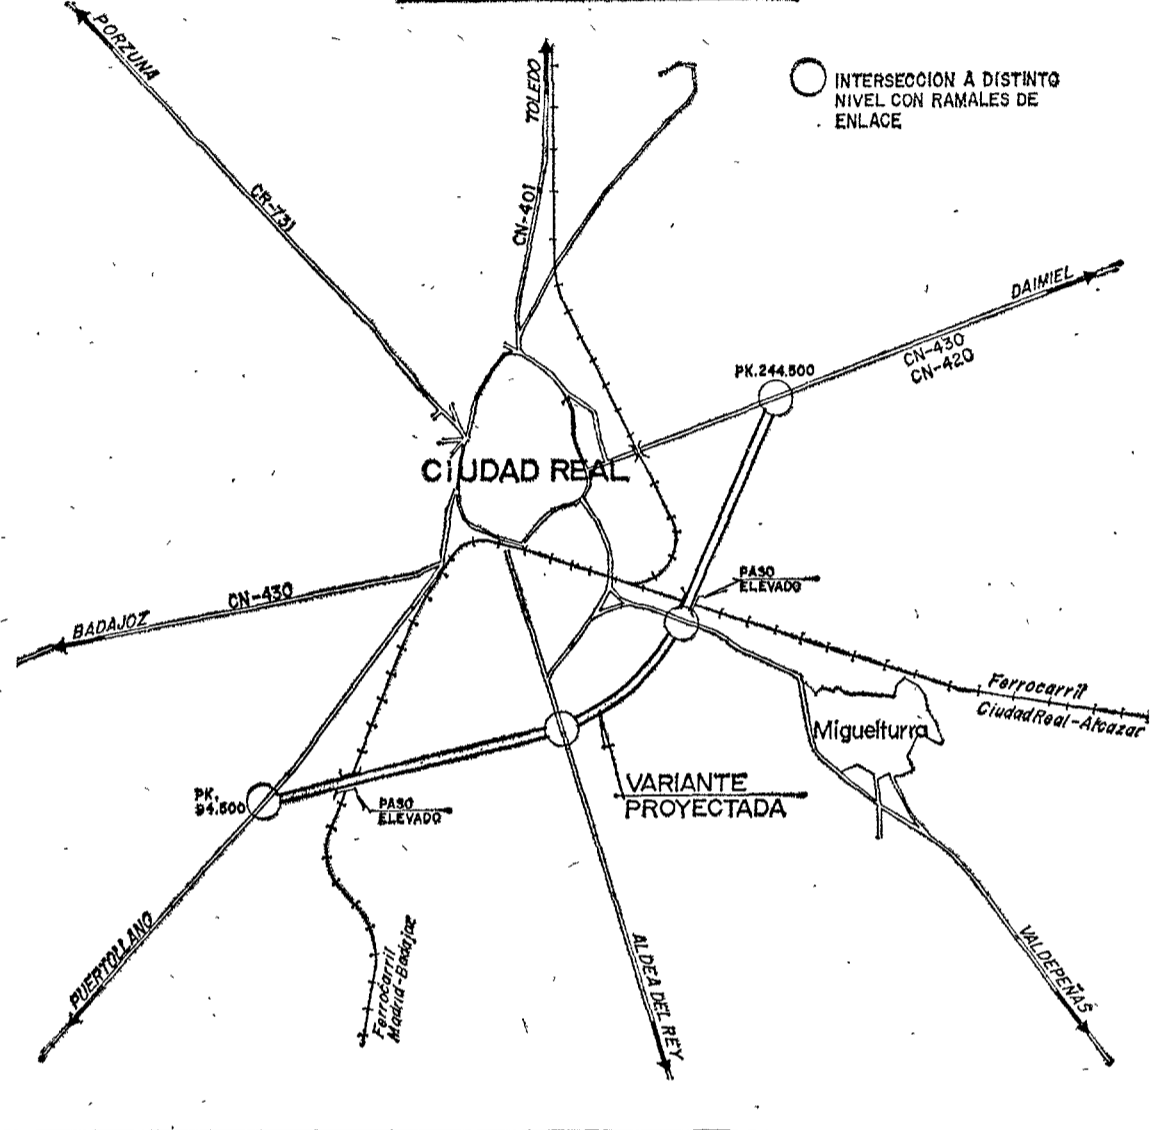 PORZUNA
TOLEDO
INTERSECCION A DISTINTO
NIVEL CON RAMALES DE
ENLACE
CR-731
CN-401
DAIMIEL
CN-430
CN-420
PK.244.500
CIUDAD REAL
PASO
ELEVADO
CN-430
BADAJOZ
Ferrocarril
Ciudad Real-Alcazar
Miguelturra
VARIANTE
PROYECTADA
PK.
94.500
PASO
ELEVADO
PUERTOLLANO
Ferrocarril
Madrid-Badajoz
ALDEA DEL REY
VALDEPEÑAS